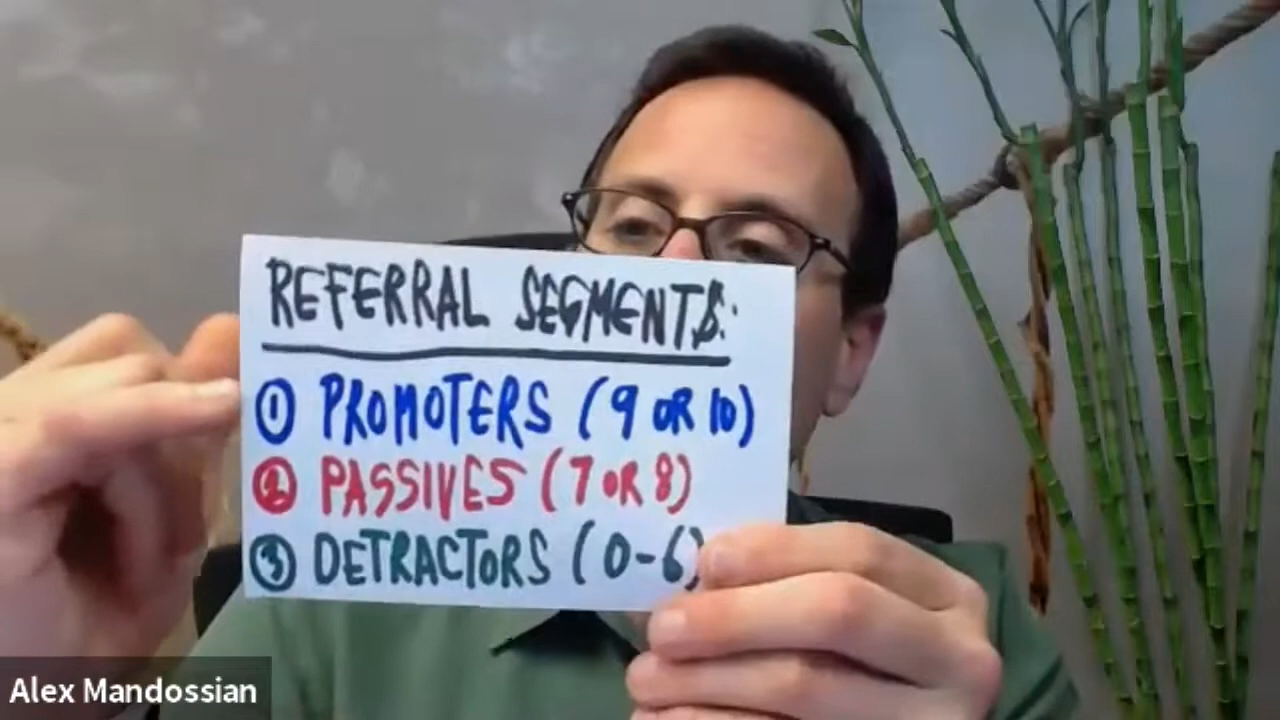 REFERRAL SEGMENTS:
① PROMOTERS (9 OR 10)
② PASSIVES (7 OR 8)
③ DETRACTORS (0-6)
Alex Mandossian